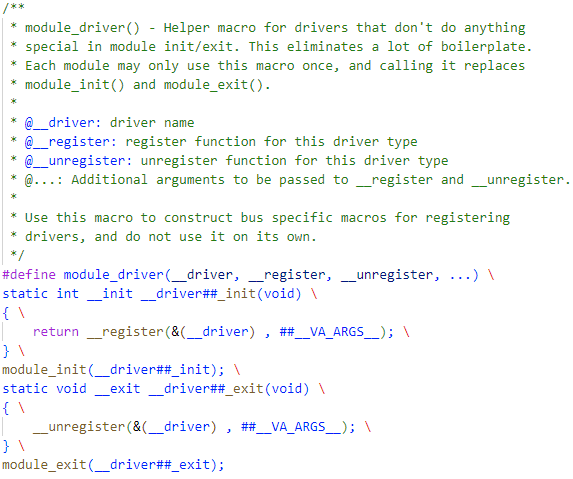 /**
 * module_driver() - Helper macro for drivers that don't do anything
 * special in module init/exit. This eliminates a lot of boilerplate.
 * Each module may only use this macro once, and calling it replaces
 * module_init() and module_exit().
 *
 * @__driver: driver name
 * @__register: register function for this driver type
 * @__unregister: unregister function for this driver type
 * @...: Additional arguments to be passed to __register and __unregister.
 *
 * Use this macro to construct bus specific macros for registering
 * drivers, and do not use it on its own.
 */
#define module_driver(__driver, __register, __unregister, ...) \
static int __init __driver##_init(void) \
{ \
    return __register(&(__driver) , ##__VA_ARGS__); \
} \
module_init(__driver##_init); \
static void __exit __driver##_exit(void) \
{ \
    __unregister(&(__driver) , ##__VA_ARGS__); \
} \
module_exit(__driver##_exit);